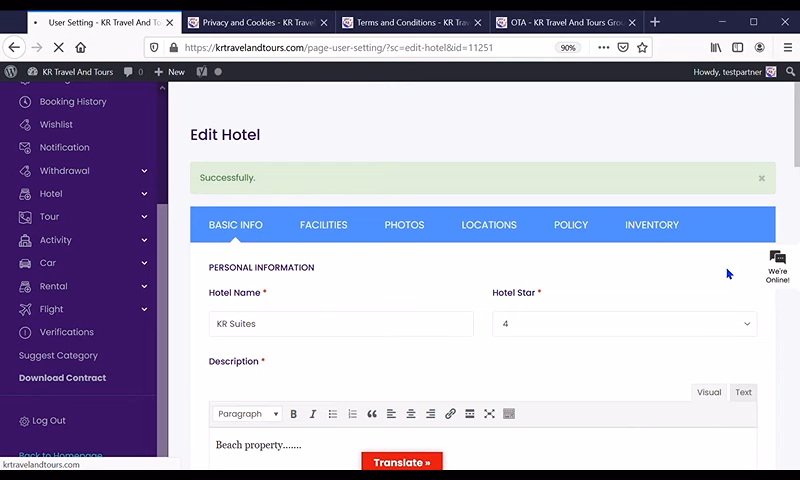 User Setting - KR Travel And To
Privacy and Cookies - KR Travel
Terms and Conditions - KR Trav
OTA - KR Travel And Tours Grou
https://krtravelandtours.com/page-user-setting/?sc=edit-hotel&id=11251
90%
KR Travel And Tours
0
New
Howdy, testpartner
Booking History
Wishlist
Notification
Withdrawal
Hotel
Tour
Activity
Car
Rental
Flight
Verifications
Suggest Category
Download Contract
Log Out
Back to Homepage
krtravelandtours.com
Edit Hotel
Successfully.
BASIC INFO
FACILITIES
PHOTOS
LOCATIONS
POLICY
INVENTORY
PERSONAL INFORMATION
Hotel Name *
Hotel Star *
KR Suites
4
Description *
Visual
Text
Paragraph
B
I
Beach property.......
Translate »
We're
Online!